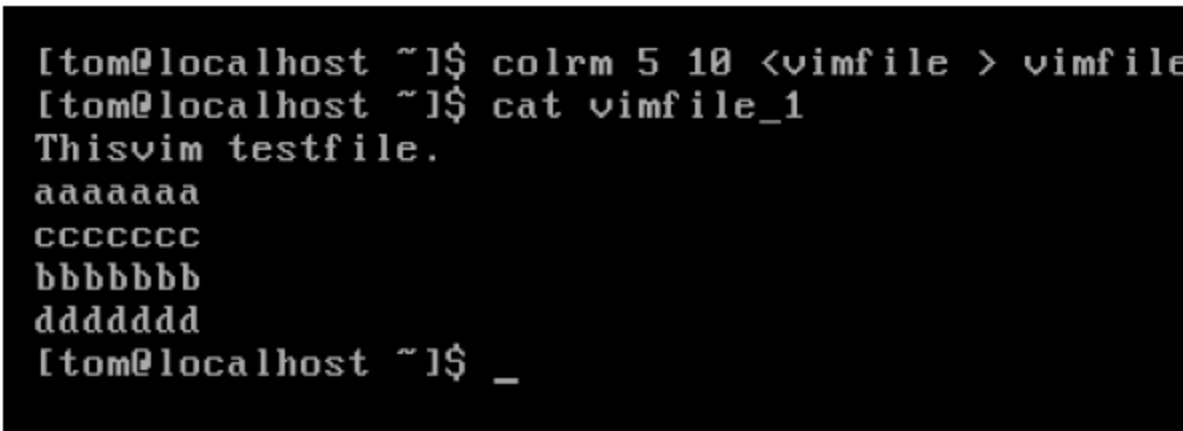 [tom@localhost ~]$ colrm 5 10 <vimfile > vimfile
[tom@localhost ~]$ cat vimfile_1
Thisvim testfile.
aaaaaaa
ccccccc
bbbbbbb
ddddddd
[tom@localhost ~]$ _